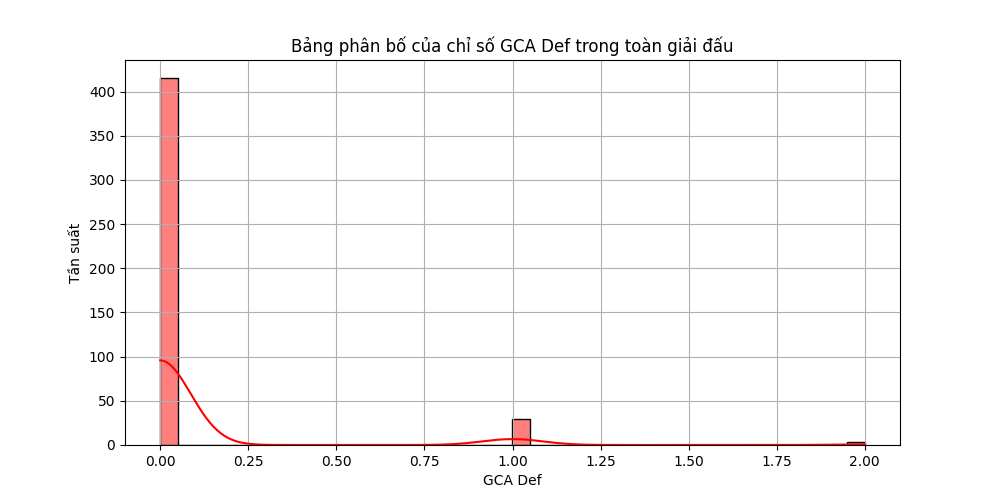 Bảng phân bố của chỉ số GCA Def trong toàn giải đấu
Tần suất
400
350
300
250
200
150
100
50
0
0.00 0.25 0.50 0.75 1.00 1.25 1.50 1.75 2.00
GCA Def